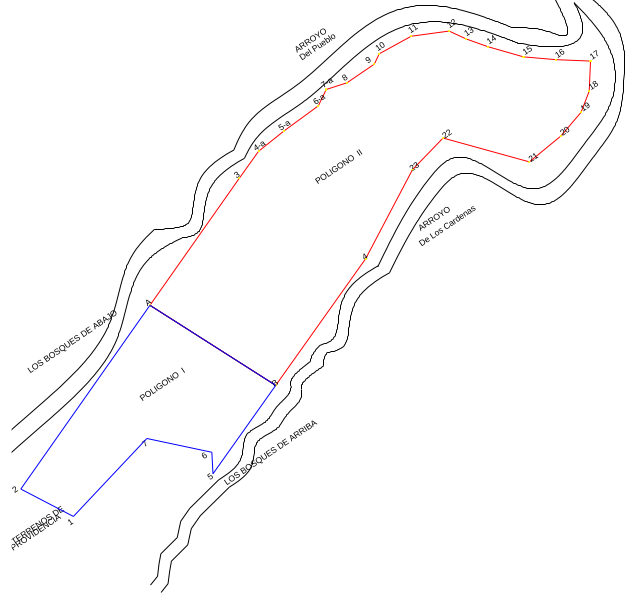 ARROYO
Del Pueblo
12
13
11
14
10
15
16
17
9
8
7-a
18
6-a
19
5-a
20
22
4-a
21
POLIGONO II
23
3
ARROYO
De Los Cardenas
4
A
LOS BOSQUES DE ABAJO
POLIGONO I
B
7
6
LOS BOSQUES DE ARRIBA
5
2
1
TERRENOS DE
PROVIDENCIA